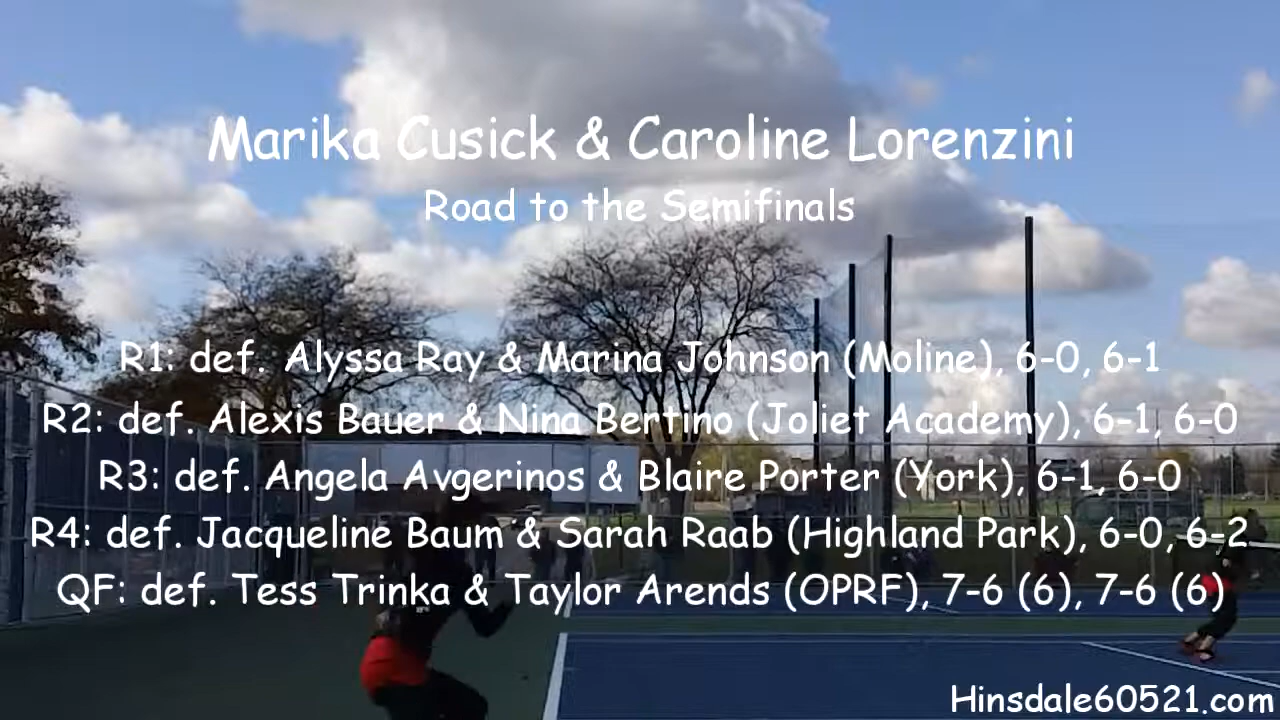 Marika Cusick & Caroline Lorenzini
Road to the Semifinals
R1: def. Alyssa Ray & Marina Johnson (Moline), 6-0, 6-1
R2: def. Alexis Bauer & Nina Bertino (Joliet Academy), 6-1, 6-0
R3: def. Angela Avgerinos & Blaire Porter (York), 6-1, 6-0
R4: def. Jacqueline Baum & Sarah Raab (Highland Park), 6-0, 6-2
QF: def. Tess Trinka & Taylor Arends (OPRF), 7-6 (6), 7-6 (6)
Hinsdale60521.com